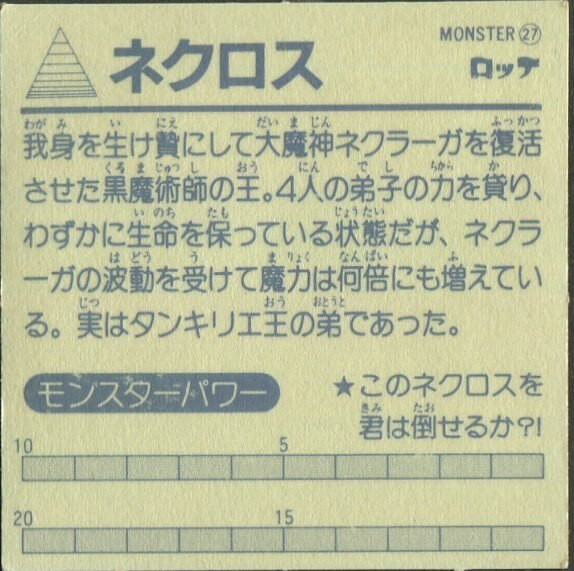 MONSTER㉗
ネクロス
ロッテ
我身を生け贄にして大魔神ネクラーガを復活
させた黒魔術師の王。4人の弟子の力を貸り、
わずかに生命を保っている状態だが、ネクラ
ーガの波動を受けて魔力は何倍にも増えてい
る。実はタンキリエ王の弟であった。
モンスターパワー
★このネクロスを
君は倒せるか?!
10 5
20 15